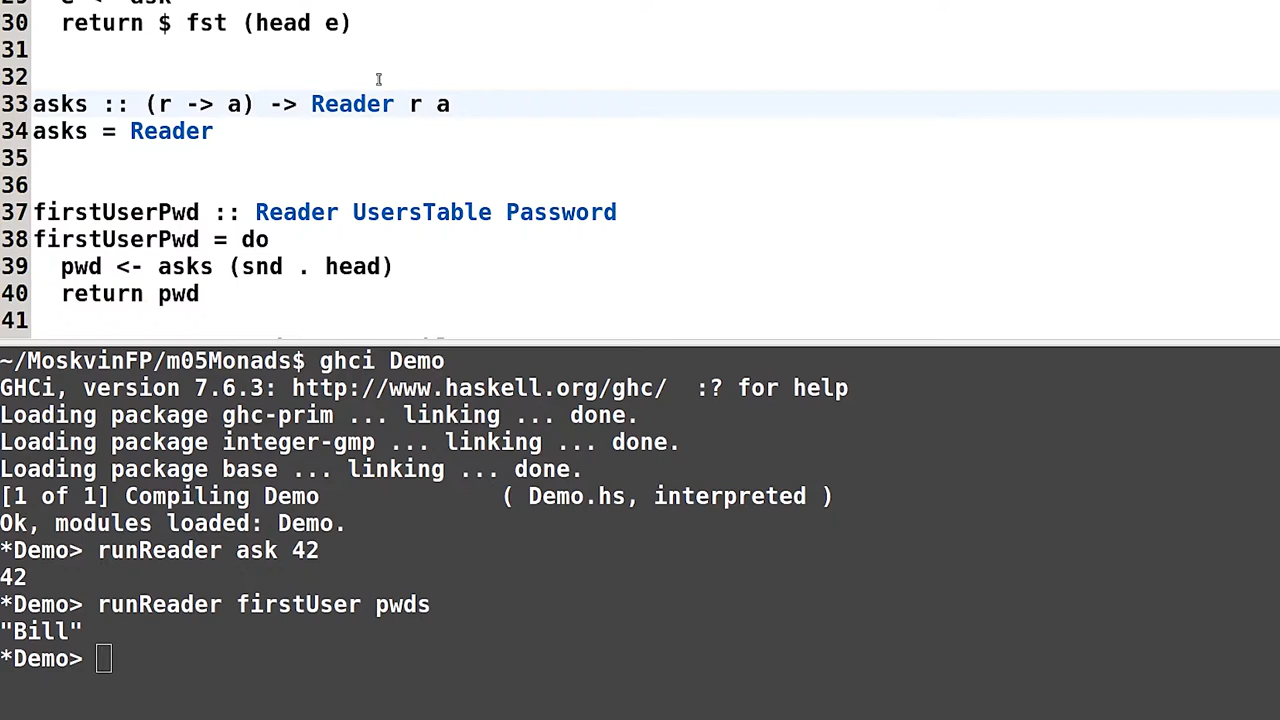 30  return $ fst (head e)
31
32
33 asks :: (r -> a) -> Reader r a
34 asks = Reader
35
36
37 firstUserPwd :: Reader UsersTable Password
38 firstUserPwd = do
39  pwd <- asks (snd . head)
40  return pwd
41
~/MoskvinFP/m05Monads$ ghci Demo
GHCi, version 7.6.3: http://www.haskell.org/ghc/  :? for help
Loading package ghc-prim ... linking ... done.
Loading package integer-gmp ... linking ... done.
Loading package base ... linking ... done.
[1 of 1] Compiling Demo             ( Demo.hs, interpreted )
Ok, modules loaded: Demo.
*Demo> runReader ask 42
42
*Demo> runReader firstUser pwds
"Bill"
*Demo>